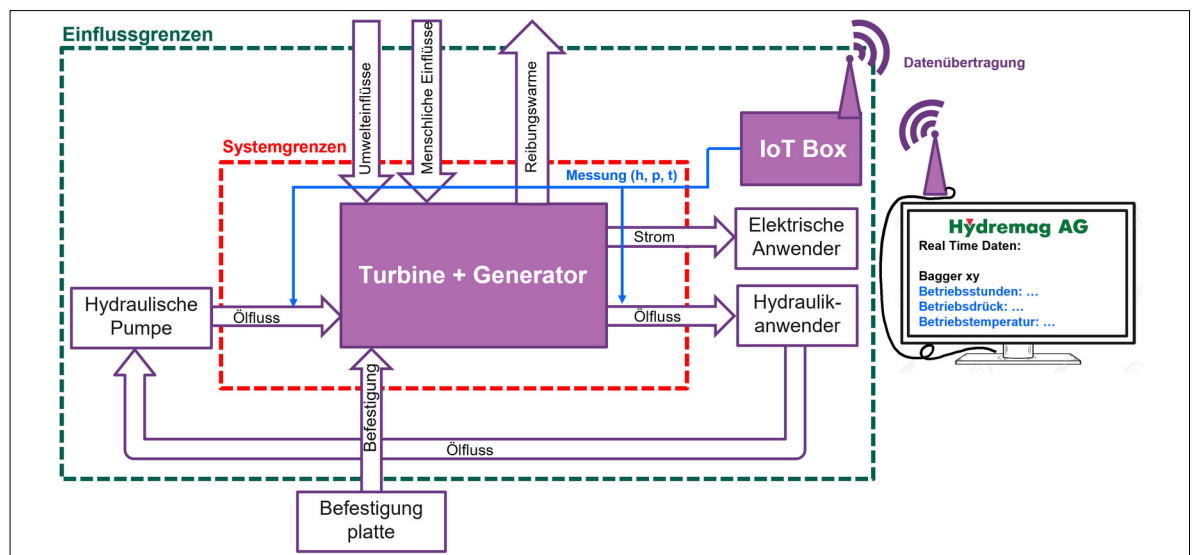 Einflussgrenzen
Datenübertragung
Umwelteinflüsse
Menschliche Einflüsse
Reibungswarme
Systemgrenzen
IoT Box
Messung (h, p, t)
Turbine + Generator
Strom
Elektrische
Anwender
Hydraulische
Pumpe
Ölfluss
Ölfluss
Hydraulik-
anwender
Befestigung
Ölfluss
Befestigung
platte
Hydremag AG
Real Time Daten:
Bagger xy
Betriebsstunden: ...
Betriebsdrück: ...
Betriebstemperatur: ...